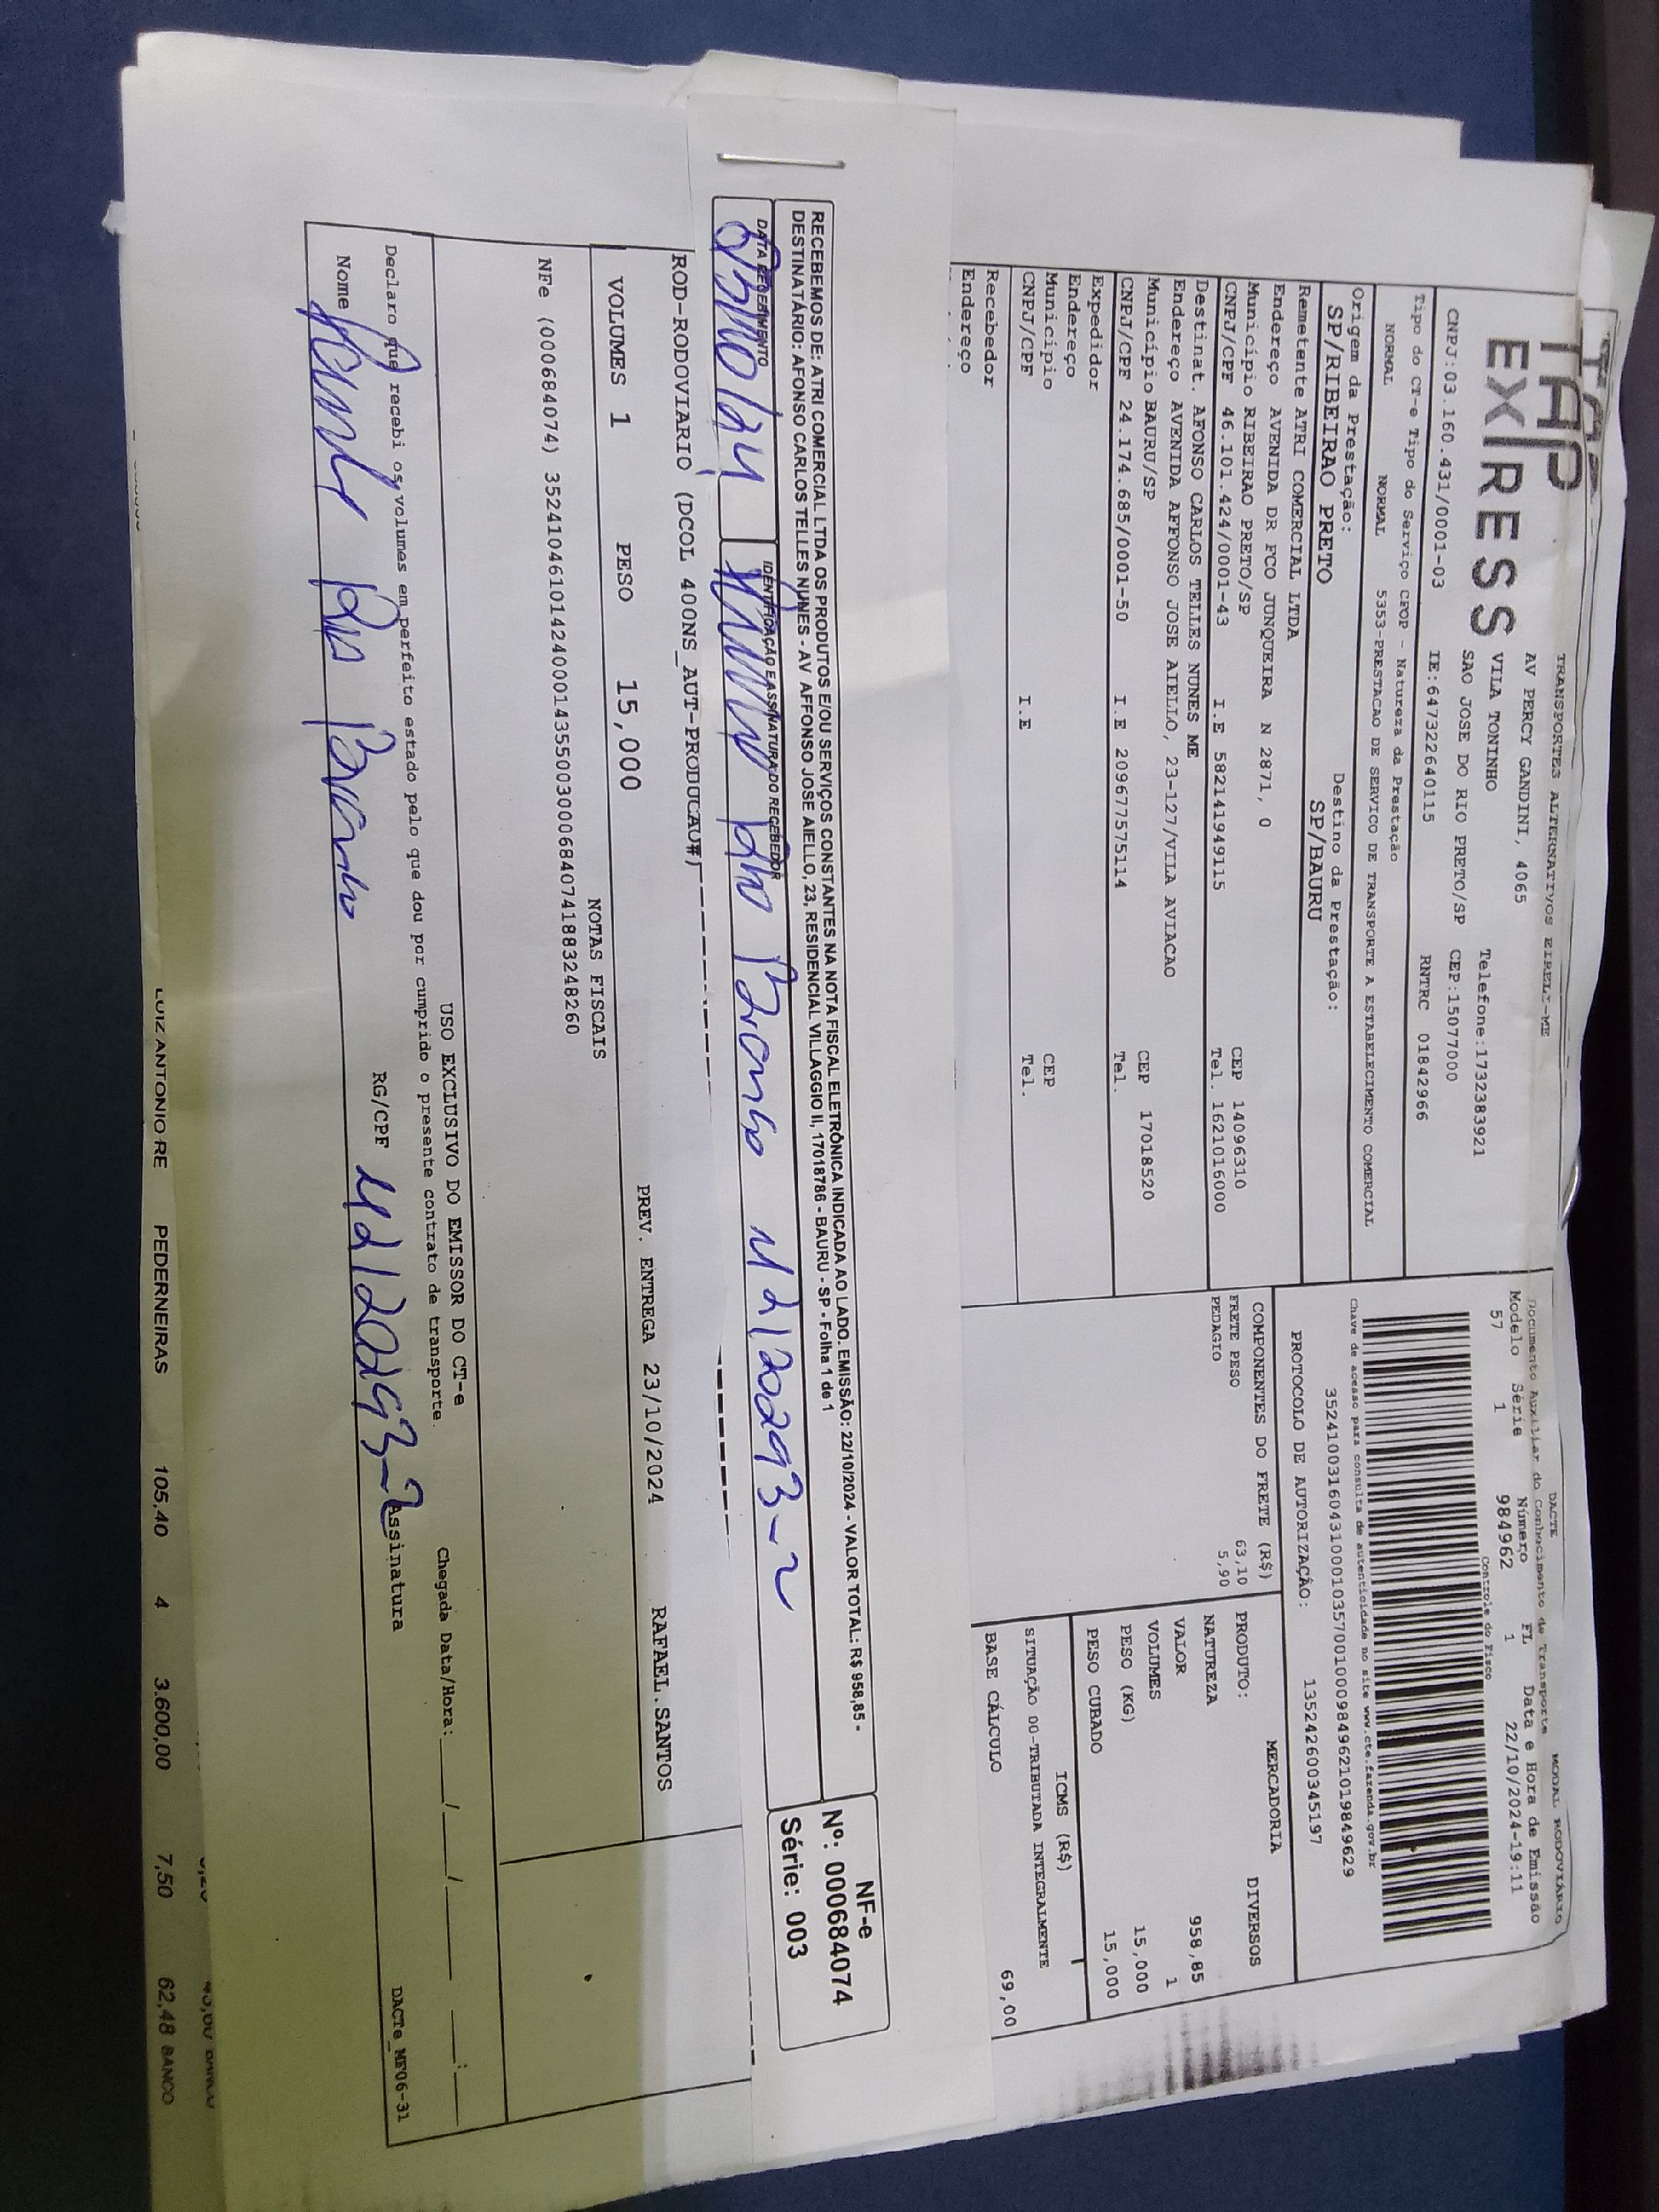 TAP
EXPRESS
TRANSPORTES ALTERNATIVOS EIRELI-ME
AV PERCY GANDINI, 4065
VILA TONINHO Telefone:1732383921
SAO JOSE DO RIO PRETO/SP CEP:15077000
CNPJ:03.160.431/0001-03 IE:647322640115 RNTRC 01842966
Tipo do CT-e Tipo do Serviço CFOP - Natureza da Prestação
NORMAL NORMAL 5353-PRESTACAO DE SERVICO DE TRANSPORTE A ESTABELECIMENTO COMERCIAL
Origem da Prestação: Destino da Prestação:
SP/RIBEIRAO PRETO SP/BAURU
Remetente ATRI COMERCIAL LTDA
Endereço AVENIDA DR FCO JUNQUEIRA N 2871, 0
Município RIBEIRAO PRETO/SP CEP 14096310
CNPJ/CPF 46.101.424/0001-43 I.E 582141949115 Tel. 1621016000
Destinat. AFONSO CARLOS TELLES NUNES ME
Endereço AVENIDA AFFONSO JOSE AIELLO, 23-127/VILA AVIACAO
Município BAURU/SP CEP 17018520
CNPJ/CPF 24.174.685/0001-50 I.E 209677575114 Tel.
Expedidor
Endereço
Município CEP
CNPJ/CPF I.E Tel.
Recebedor
Endereço
DACTE MODAL RODOVIÁRIO
Documento Auxiliar do Conhecimento de Transporte
Modelo Série Número FL Data e Hora de Emissão
57 1 984962 1 22/10/2024-19:11
Controle do Fisco
Chave de acesso para consulta de autenticidade no site www.cte.fazenda.gov.br
35241003160431000103570010009849621019849629
PROTOCOLO DE AUTORIZAÇÃO: 135242600345197
COMPONENTES DO FRETE (R$)
FRETE PESO 63,10
PEDAGIO 5,90
MERCADORIA
PRODUTO: DIVERSOS
NATUREZA
VALOR 958,85
VOLUMES 1
PESO (KG) 15,000
PESO CUBADO 15,000
ICMS (R$)
SITUAÇÃO 00-TRIBUTADA INTEGRALMENTE
BASE CÁLCULO 69,00
RECEBEMOS DE: ATRI COMERCIAL LTDA OS PRODUTOS E/OU SERVIÇOS CONSTANTES NA NOTA FISCAL ELETRÔNICA INDICADA AO LADO. EMISSÃO: 22/10/2024 - VALOR TOTAL: R$ 958,85 -
DESTINATÁRIO: AFONSO CARLOS TELLES NUNES - AV AFFONSO JOSE AIELLO, 23, RESIDENCIAL VILLAGGIO II, 17018786 - BAURU - SP - Folha 1 de 1
DATA RECEBIMENTO IDENTIFICAÇÃO E ASSINATURA DO RECEBEDOR
NF-e
Nº: 000684074
Série: 003
ROD-RODOVIARIO (DCOL 400NS_AUT-PRODUCAU#)
VOLUMES 1 PESO 15,000 PREV. ENTREGA 23/10/2024 RAFAEL.SANTOS
NOTAS FISCAIS
NFe (000684074) 35241046101424000143550030006840741883248260
USO EXCLUSIVO DO EMISSOR DO CT-e
Declaro que recebi os volumes em perfeito estado pelo que dou por cumprido o presente contrato de transporte. Chegada Data/Hora: ___/___/___ __:__
Nome RG/CPF Assinatura
DACTe_MF06-31
LUIZ ANTONIO RE PEDERNEIRAS 105,40 4 3.600,00 7,50 62,48 BANCO